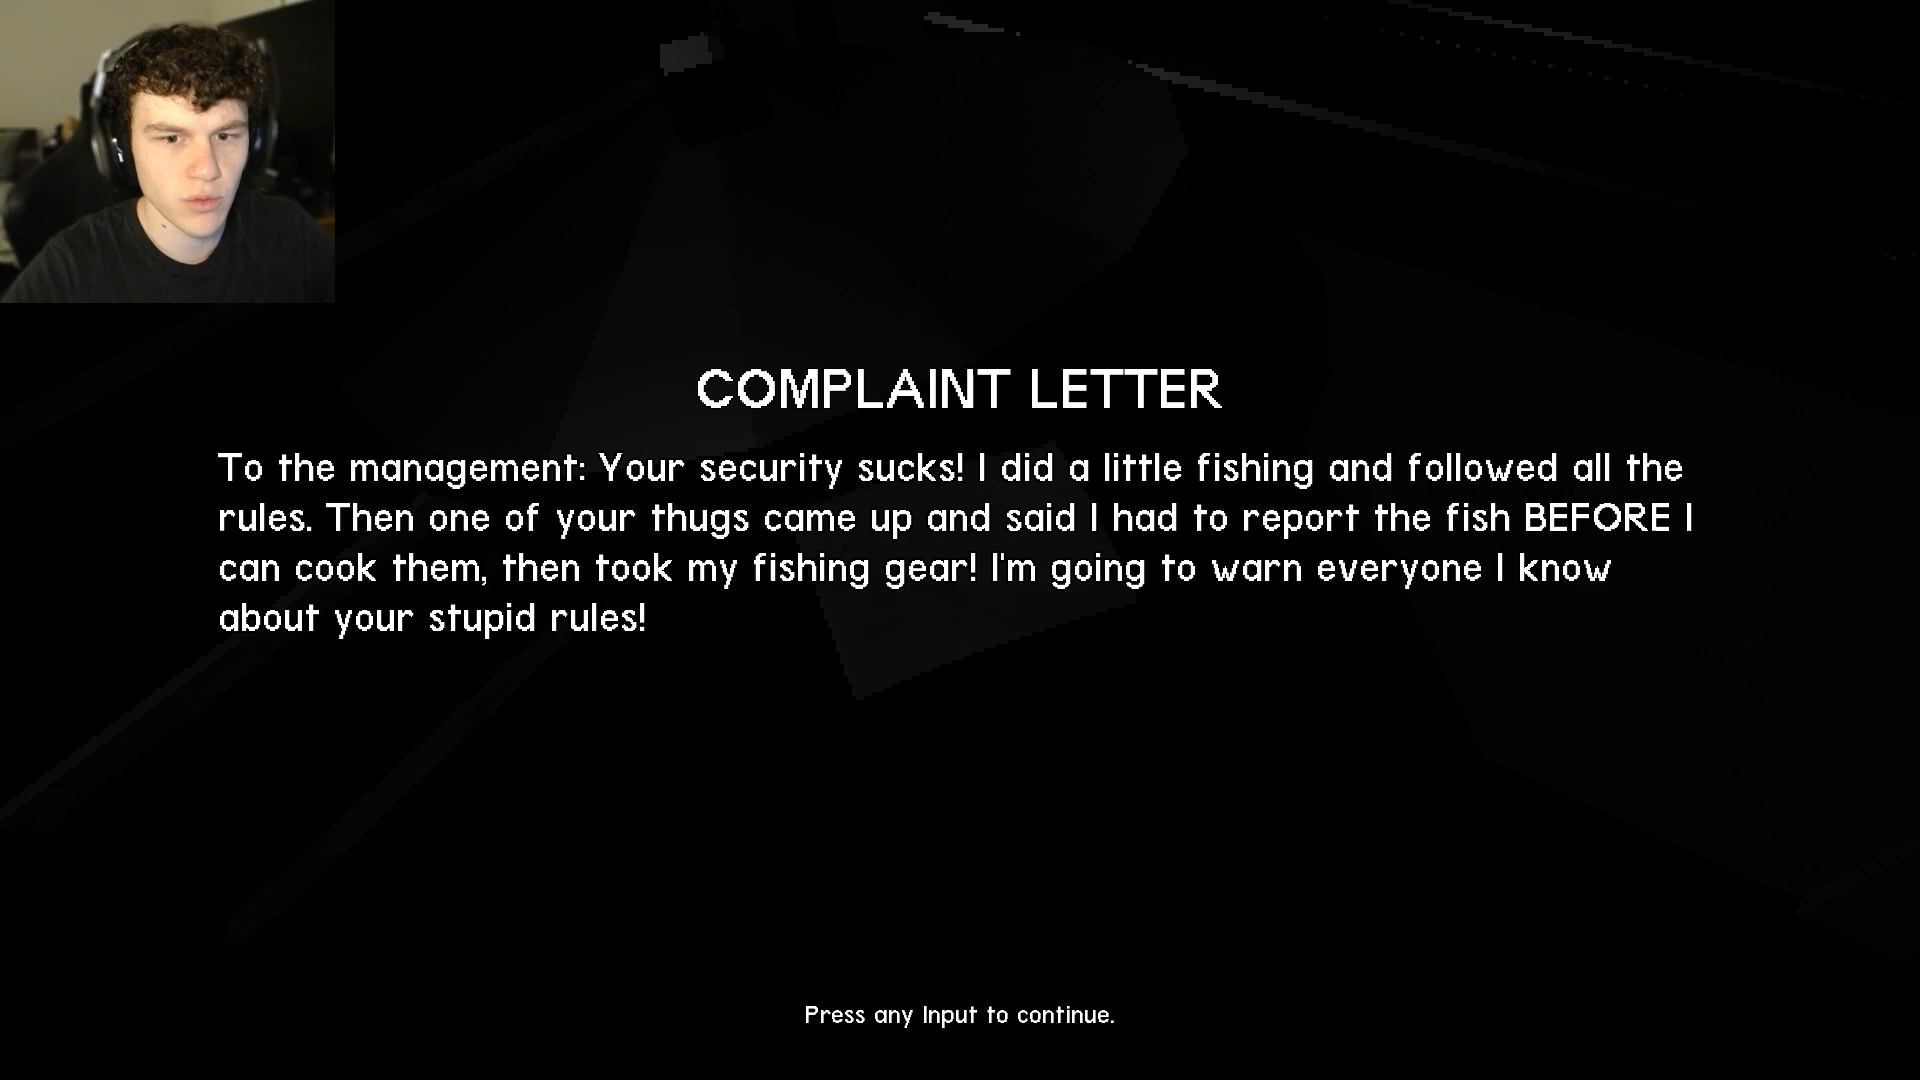 COMPLAINT LETTER
To the management: Your security sucks! I did a little fishing and followed all the
rules. Then one of your thugs came up and said I had to report the fish BEFORE I
can cook them, then took my fishing gear! I'm going to warn everyone I know
about your stupid rules!
Press any Input to continue.